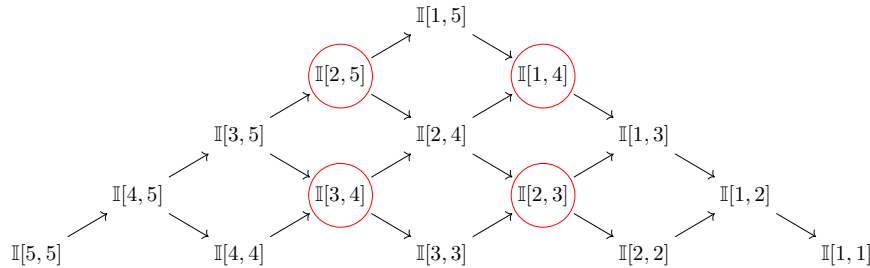 𝕀[1, 5]
𝕀[2, 5] 𝕀[1, 4]
𝕀[3, 5] 𝕀[2, 4] 𝕀[1, 3]
𝕀[4, 5] 𝕀[3, 4] 𝕀[2, 3] 𝕀[1, 2]
𝕀[5, 5] 𝕀[4, 4] 𝕀[3, 3] 𝕀[2, 2] 𝕀[1, 1]